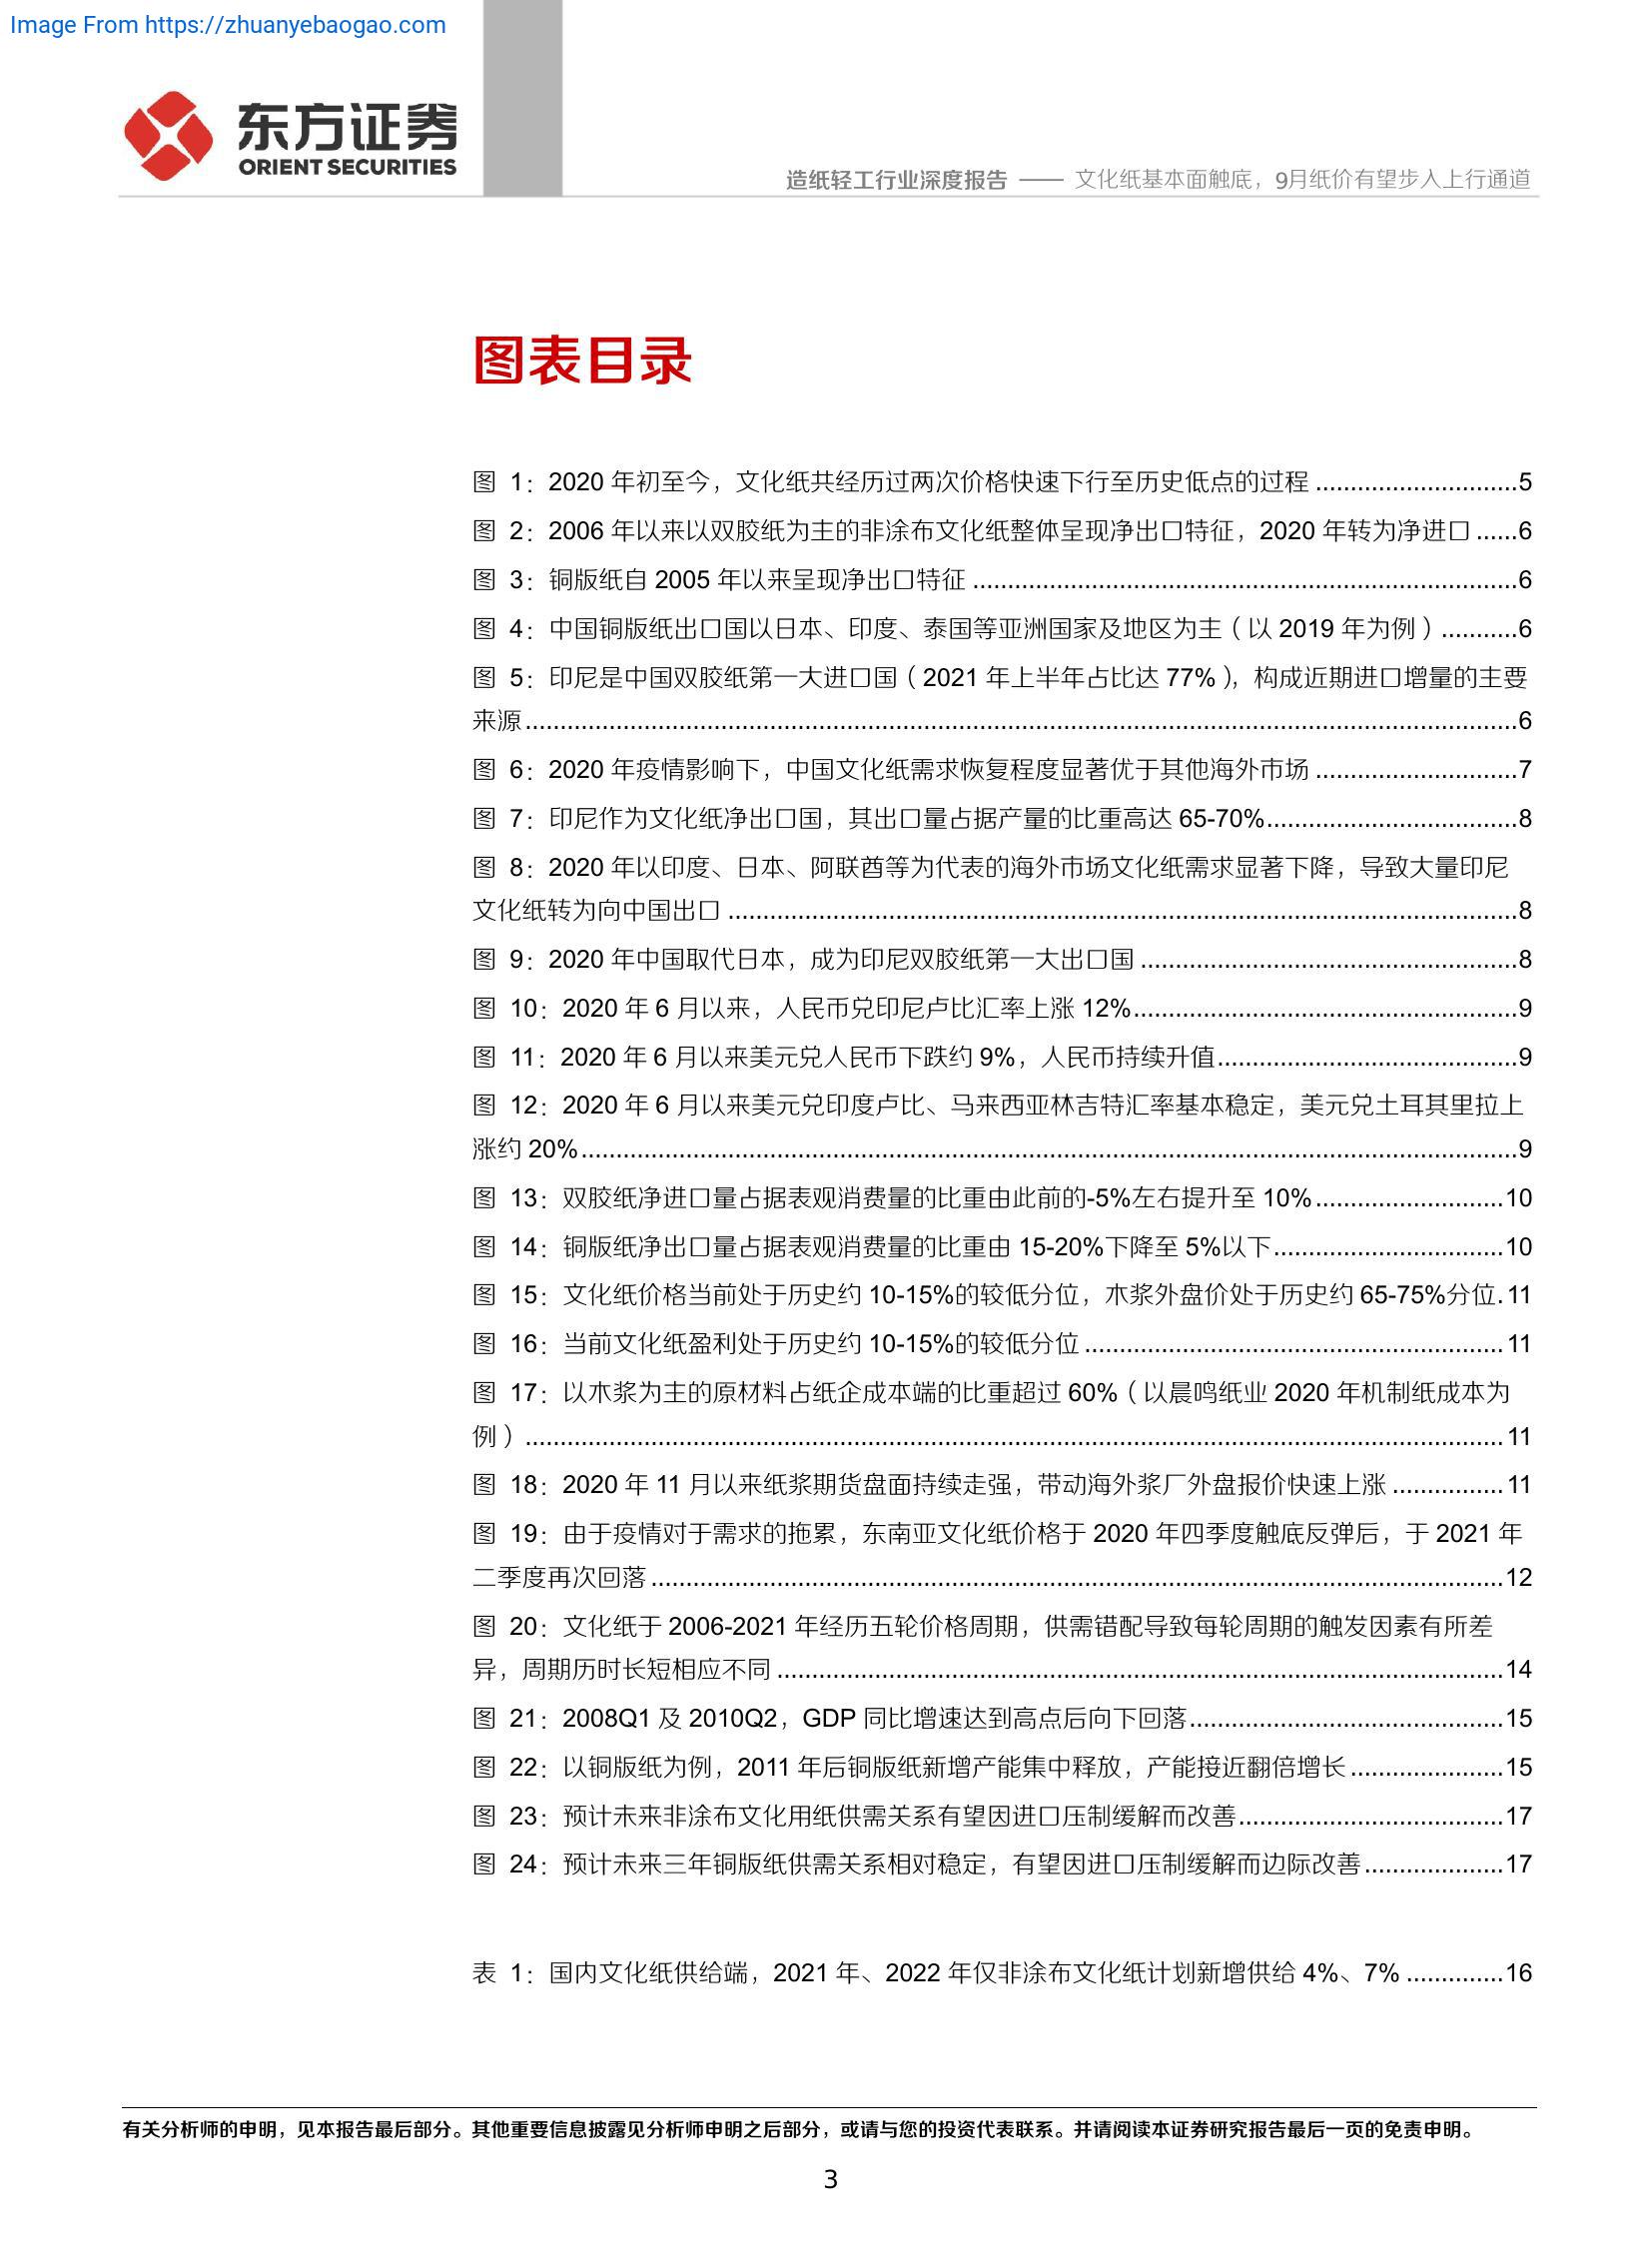 Image From https://zhuanyebaogao.com
东方证券
ORIENT SECURITIES
造纸轻工行业深度报告 —— 文化纸基本面触底，9月纸价有望步入上行通道
图表目录
图 1：2020 年初至今，文化纸共经历过两次价格快速下行至历史低点的过程 .............................5
图 2：2006 年以来以双胶纸为主的非涂布文化纸整体呈现净出口特征，2020 年转为净进口 ......6
图 3：铜版纸自 2005 年以来呈现净出口特征 ..............................................................................6
图 4：中国铜版纸出口国以日本、印度、泰国等亚洲国家及地区为主（以 2019 年为例）...........6
图 5：印尼是中国双胶纸第一大进口国（2021 年上半年占比达 77%），构成近期进口增量的主要
来源..............................................................................................................................................6
图 6：2020 年疫情影响下，中国文化纸需求恢复程度显著优于其他海外市场 .............................7
图 7：印尼作为文化纸净出口国，其出口量占据产量的比重高达 65-70%....................................8
图 8：2020 年以印度、日本、阿联酋等为代表的海外市场文化纸需求显著下降，导致大量印尼
文化纸转为向中国出口 .................................................................................................................8
图 9：2020 年中国取代日本，成为印尼双胶纸第一大出口国 ......................................................8
图 10：2020 年 6 月以来，人民币兑印尼卢比汇率上涨 12%.......................................................9
图 11：2020 年 6 月以来美元兑人民币下跌约 9%，人民币持续升值...........................................9
图 12：2020 年 6 月以来美元兑印度卢比、马来西亚林吉特汇率基本稳定，美元兑土耳其里拉上
涨约 20%......................................................................................................................................9
图 13：双胶纸净进口量占据表观消费量的比重由此前的-5%左右提升至 10%...........................10
图 14：铜版纸净出口量占据表观消费量的比重由 15-20%下降至 5%以下.................................10
图 15：文化纸价格当前处于历史约 10-15%的较低分位，木浆外盘价处于历史约 65-75%分位.11
图 16：当前文化纸盈利处于历史约 10-15%的较低分位 ............................................................11
图 17：以木浆为主的原材料占纸企成本端的比重超过 60%（以晨鸣纸业 2020 年机制纸成本为
例）............................................................................................................................................11
图 18：2020 年 11 月以来纸浆期货盘面持续走强，带动海外浆厂外盘报价快速上涨 ................11
图 19：由于疫情对于需求的拖累，东南亚文化纸价格于 2020 年四季度触底反弹后，于 2021 年
二季度再次回落 ..........................................................................................................................12
图 20：文化纸于 2006-2021 年经历五轮价格周期，供需错配导致每轮周期的触发因素有所差
异，周期历时长短相应不同 ........................................................................................................14
图 21：2008Q1 及 2010Q2，GDP 同比增速达到高点后向下回落.............................................15
图 22：以铜版纸为例，2011 年后铜版纸新增产能集中释放，产能接近翻倍增长......................15
图 23：预计未来非涂布文化用纸供需关系有望因进口压制缓解而改善......................................17
图 24：预计未来三年铜版纸供需关系相对稳定，有望因进口压制缓解而边际改善....................17
表 1：国内文化纸供给端，2021 年、2022 年仅非涂布文化纸计划新增供给 4%、7% ..............16
有关分析师的申明，见本报告最后部分。其他重要信息披露见分析师申明之后部分，或请与您的投资代表联系。并请阅读本证券研究报告最后一页的免责申明。
3